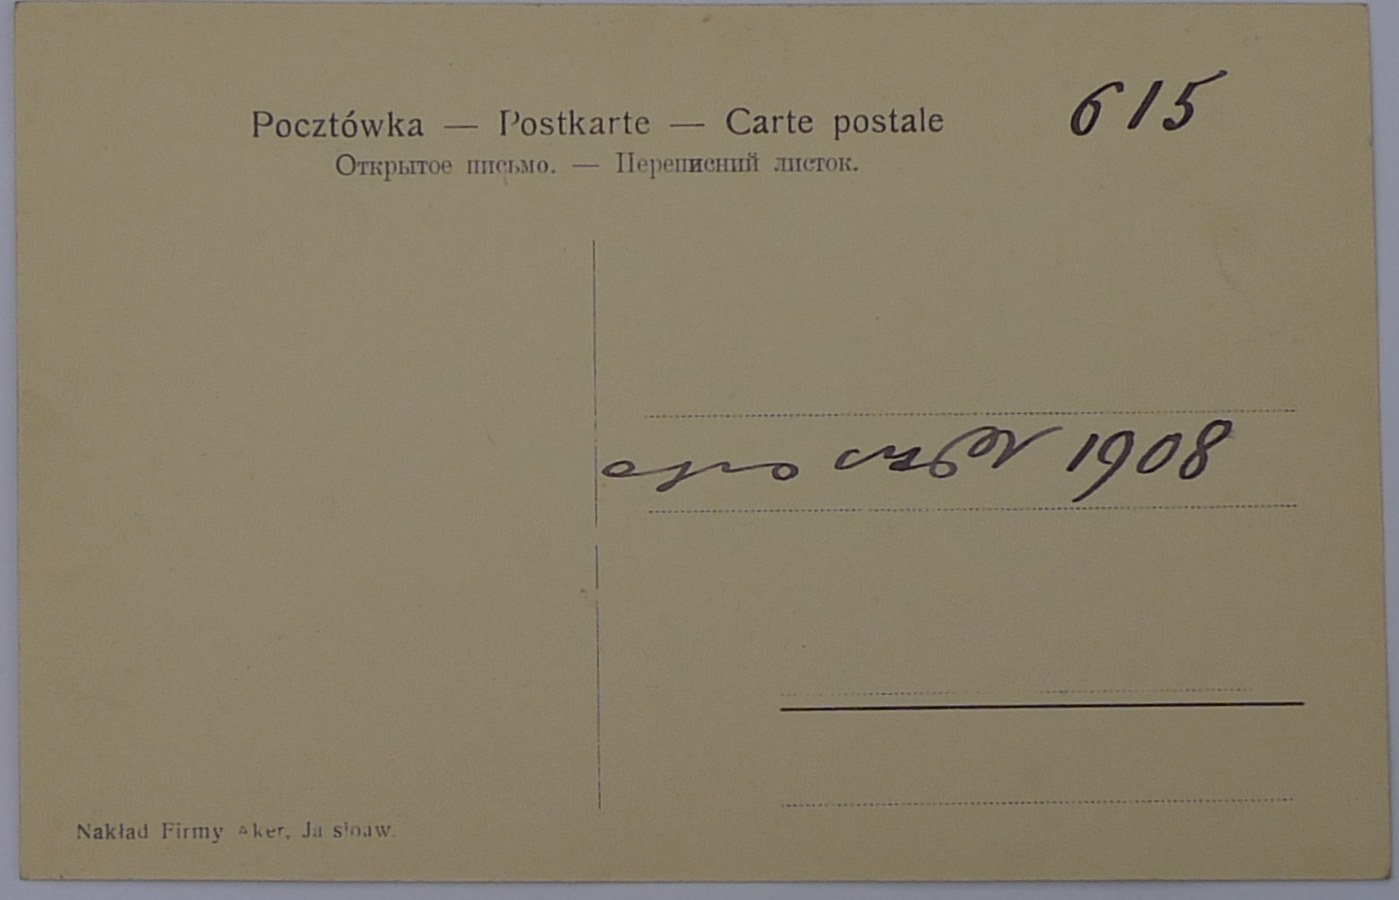 Pocztówka — Postkarte — Carte postale
615
Открытое письмо. — Переписний листок.
1908
Nakład Firmy